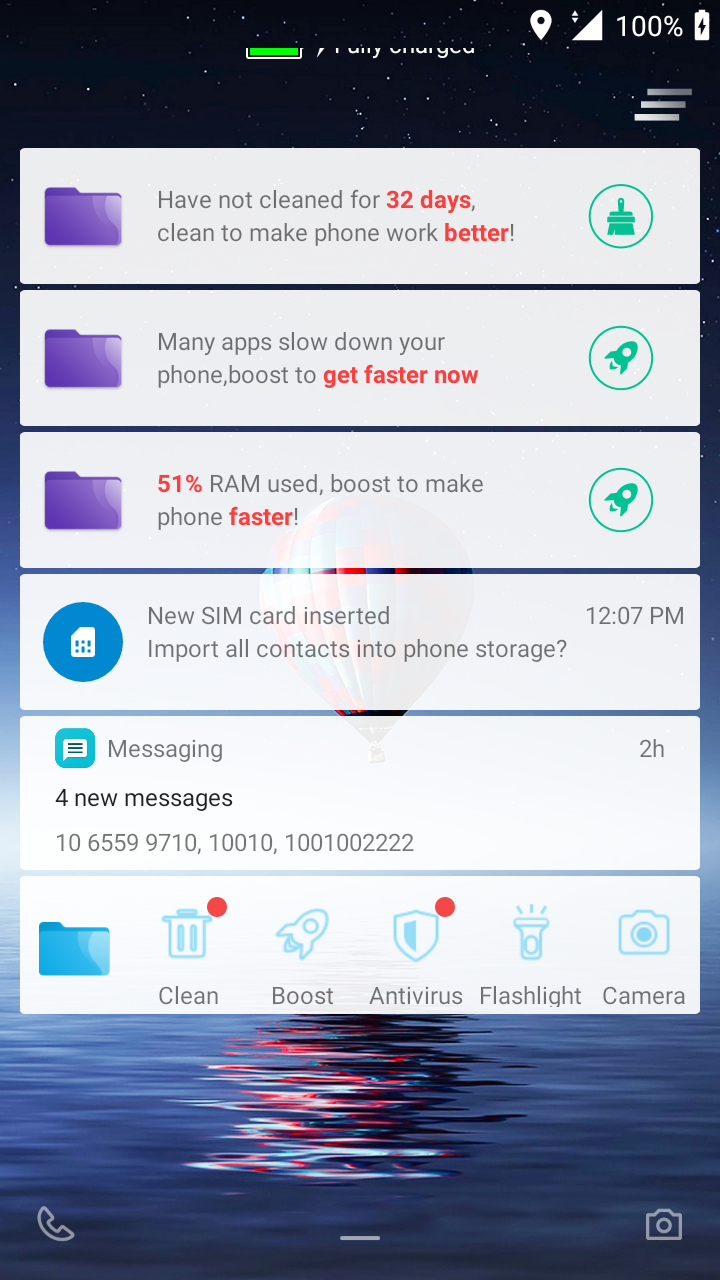 100%
Fully charged
Have not cleaned for 32 days,
clean to make phone work better!
Many apps slow down your
phone,boost to get faster now
51% RAM used, boost to make
phone faster!
New SIM card inserted 12:07 PM
Import all contacts into phone storage?
Messaging 2h
4 new messages
10 6559 9710, 10010, 1001002222
Clean Boost Antivirus Flashlight Camera